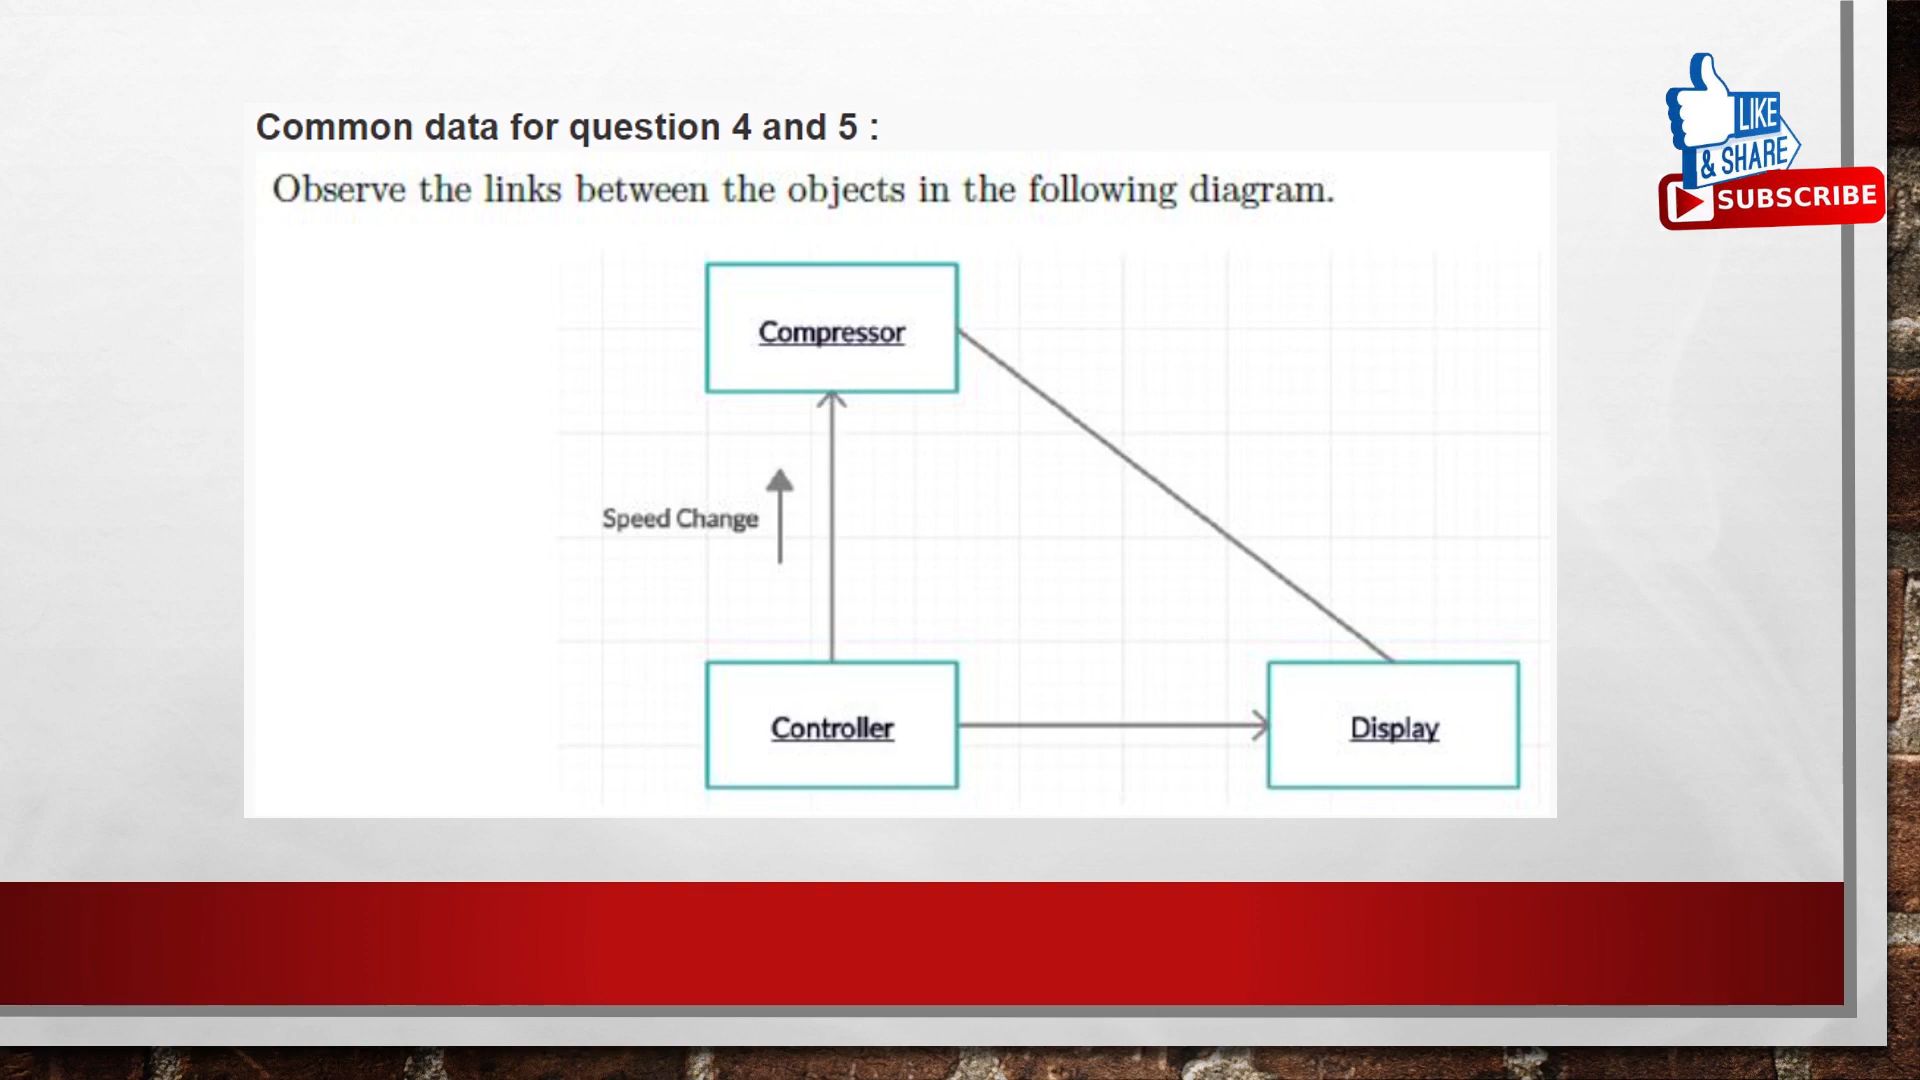 Common data for question 4 and 5 :
Observe the links between the objects in the following diagram.
Compressor
Speed Change
Controller
Display
LIKE
& SHARE
SUBSCRIBE